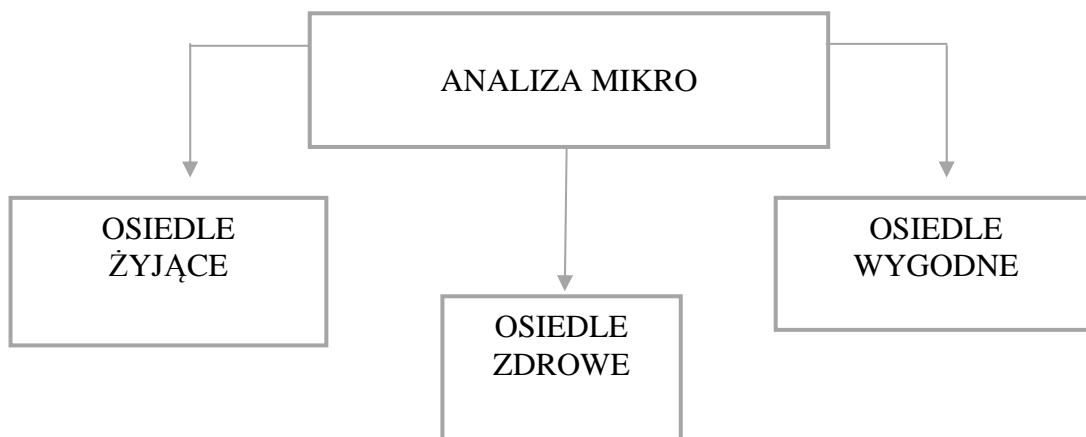 ANALIZA MIKRO
OSIEDLE
ŻYJĄCE
OSIEDLE
ZDROWE
OSIEDLE
WYGODNE